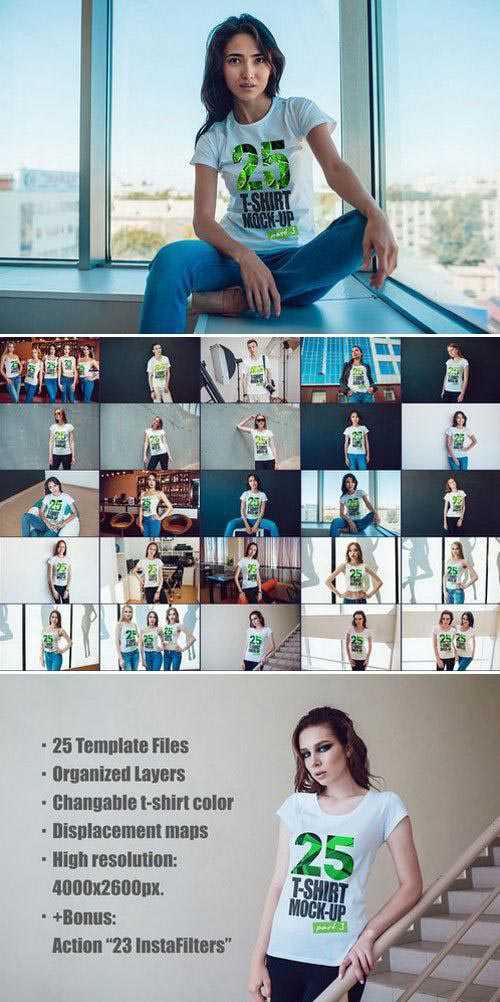 25
T-SHIRT
MOCK-UP
part 3
• 25 Template Files
• Organized Layers
• Changable t-shirt color
• Displacement maps
• High resolution:
4000x2600px.
• +Bonus:
Action “23 InstaFilters”
25
T-SHIRT
MOCK-UP
part 3